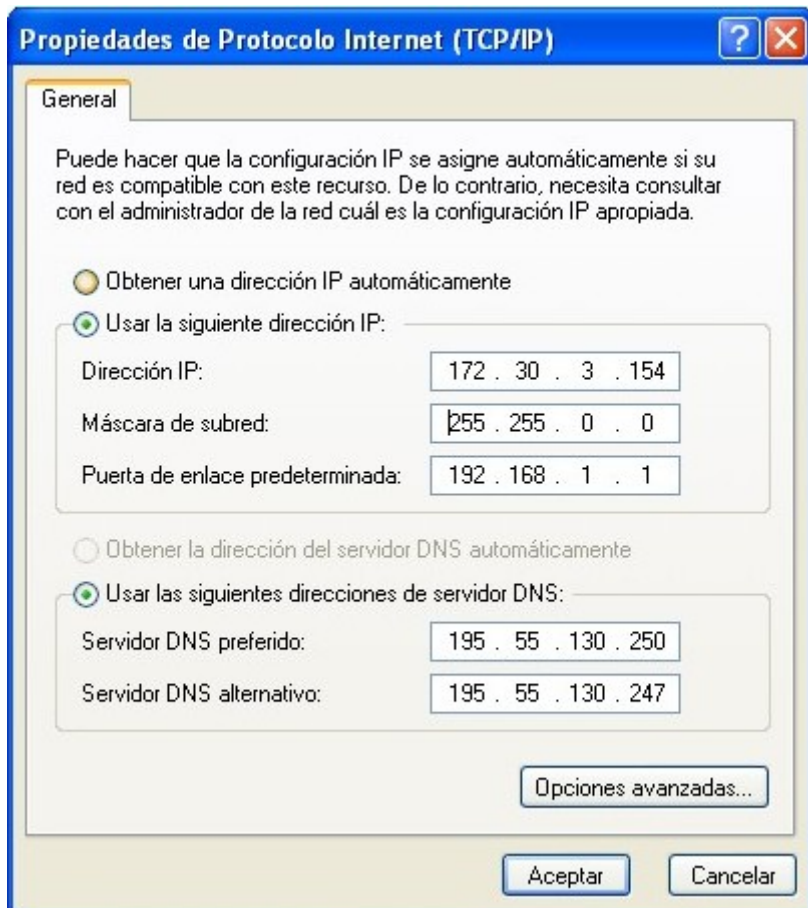 Propiedades de Protocolo Internet (TCP/IP)
General
Puede hacer que la configuración IP se asigne automáticamente si su
red es compatible con este recurso. De lo contrario, necesita consultar
con el administrador de la red cuál es la configuración IP apropiada.
Obtener una dirección IP automáticamente
Usar la siguiente dirección IP:
Dirección IP: 172 . 30 . 3 . 154
Máscara de subred: 255 . 255 . 0 . 0
Puerta de enlace predeterminada: 192 . 168 . 1 . 1
Obtener la dirección del servidor DNS automáticamente
Usar las siguientes direcciones de servidor DNS:
Servidor DNS preferido: 195 . 55 . 130 . 250
Servidor DNS alternativo: 195 . 55 . 130 . 247
Opciones avanzadas...
Aceptar Cancelar